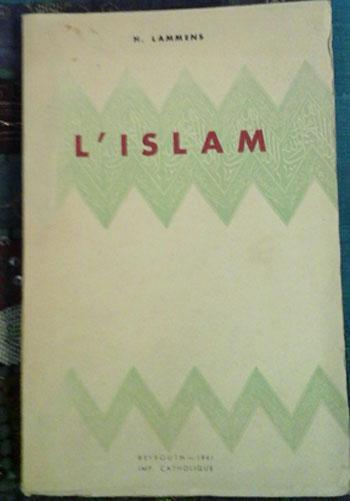 H. LAMMENS
L'ISLAM
BEYROUTH — 1941
IMP. CATHOLIQUE